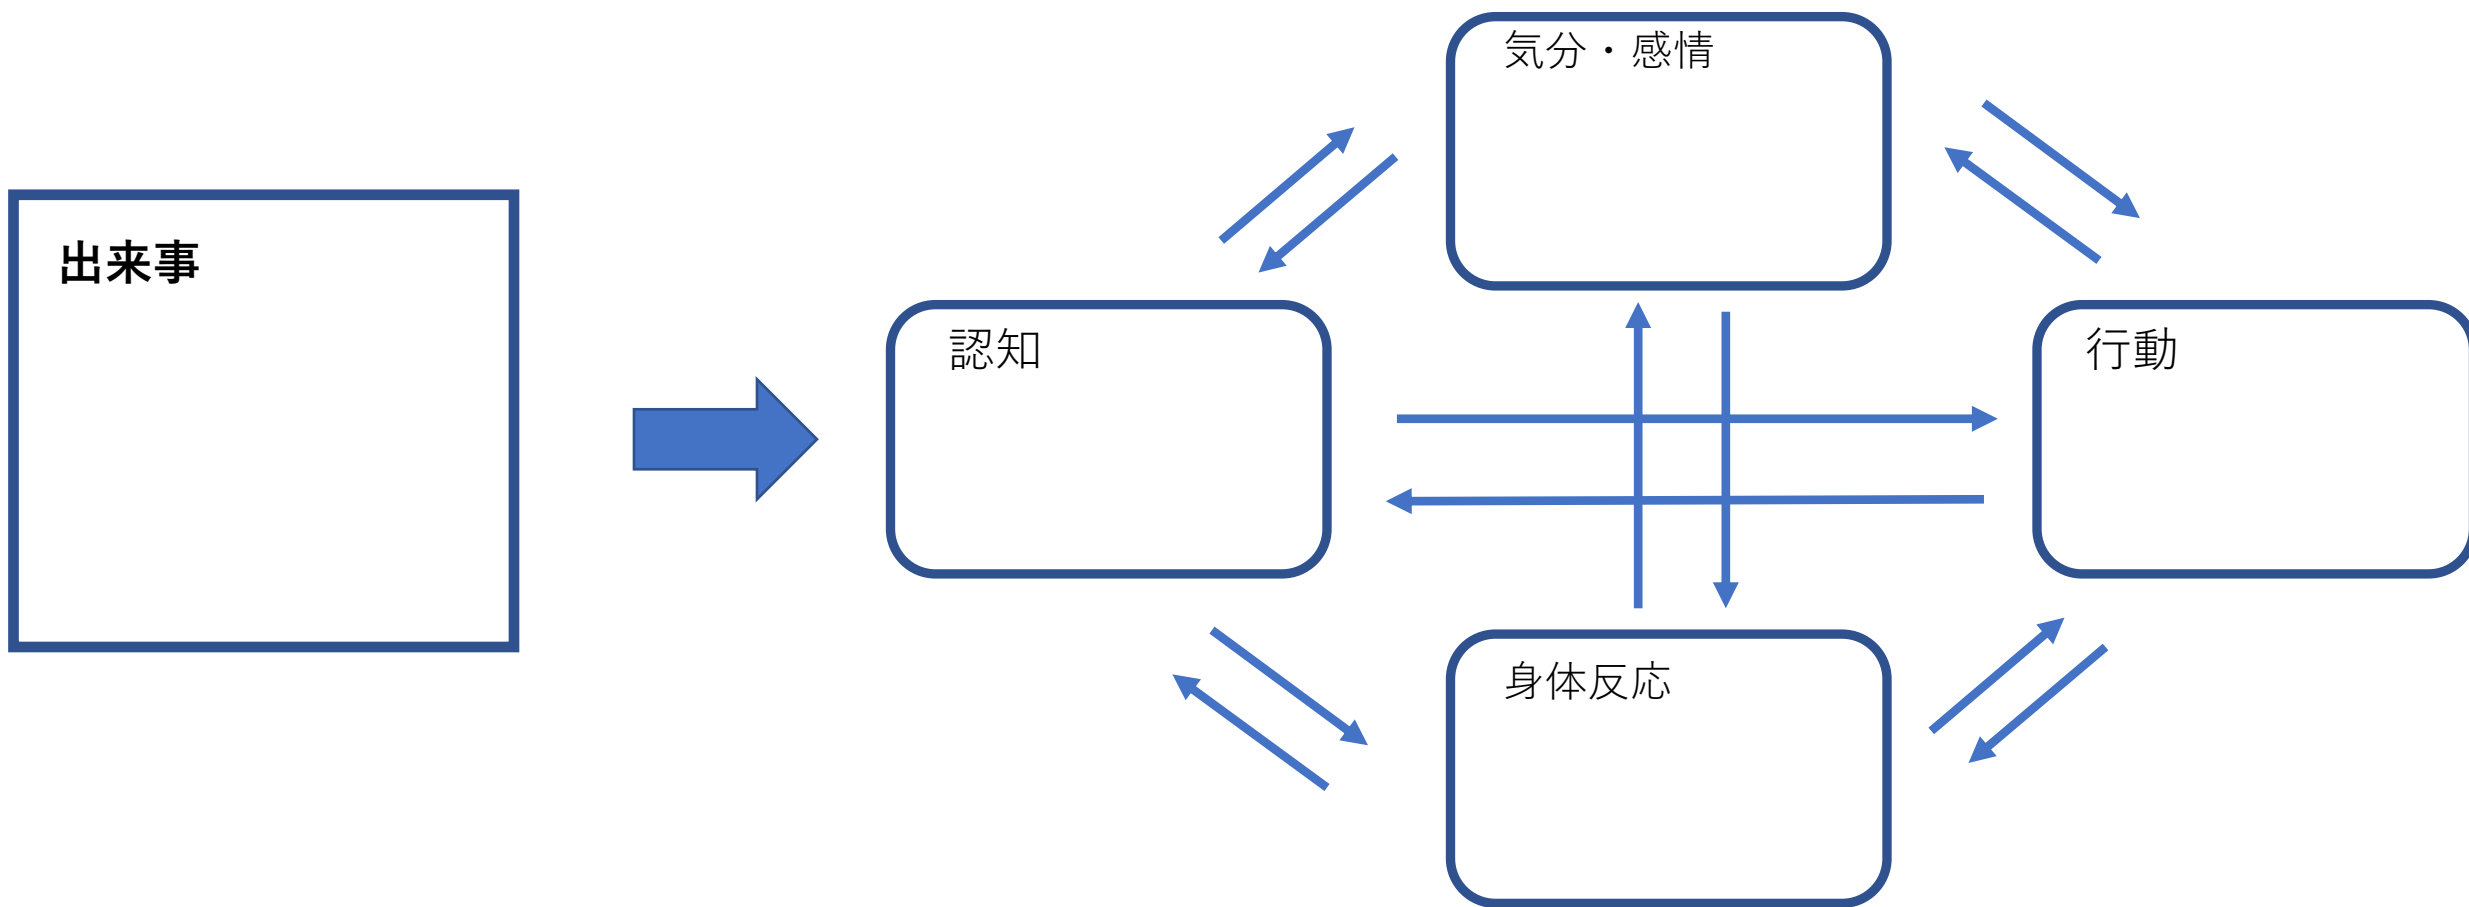 出来事
気分・感情
認知
行動
身体反応